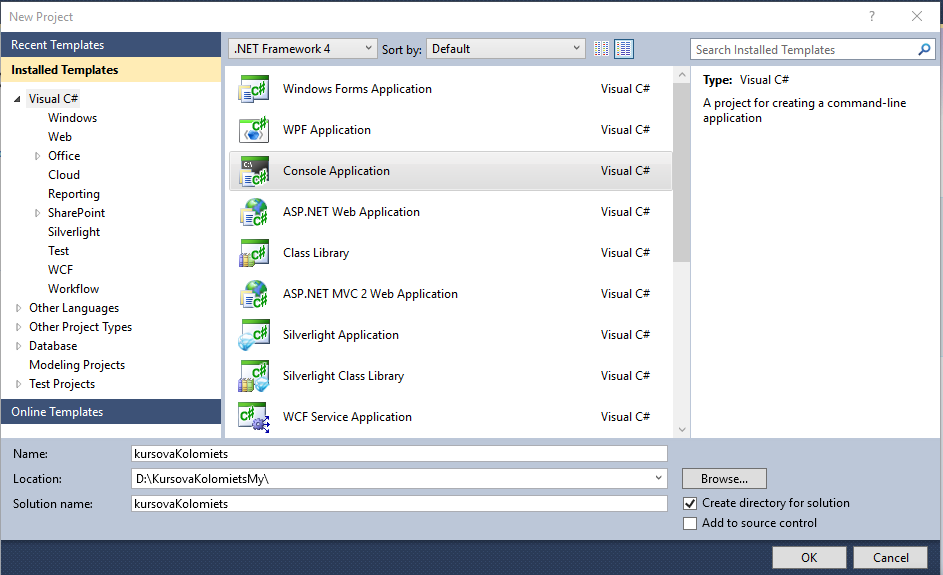 New Project
Recent Templates
Installed Templates
Visual C#
Windows
Web
Office
Cloud
Reporting
SharePoint
Silverlight
Test
WCF
Workflow
Other Languages
Other Project Types
Database
Modeling Projects
Test Projects
Online Templates
.NET Framework 4 Sort by: Default
Windows Forms Application Visual C#
WPF Application Visual C#
Console Application Visual C#
ASP.NET Web Application Visual C#
Class Library Visual C#
ASP.NET MVC 2 Web Application Visual C#
Silverlight Application Visual C#
Silverlight Class Library Visual C#
WCF Service Application Visual C#
Search Installed Templates
Type: Visual C#
A project for creating a command-line
application
Name: kursovaKolomiets
Location: D:\KursovaKolomietsMy\ Browse...
Solution name: kursovaKolomiets
Create directory for solution
Add to source control
OK Cancel